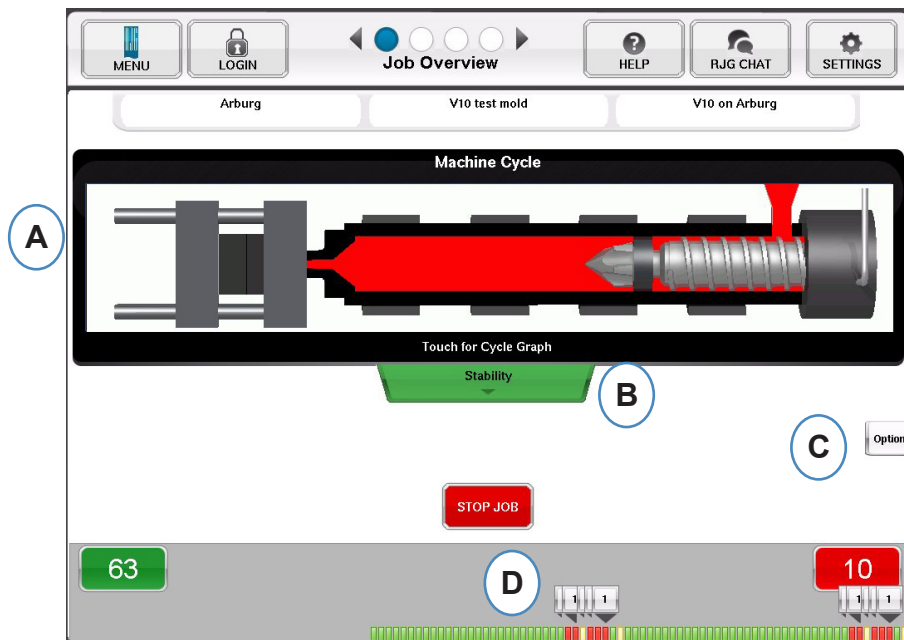 MENU
LOGIN
Job Overview
HELP
RJG CHAT
SETTINGS
Arburg
V10 test mold
V10 on Arburg
Machine Cycle
A
Touch for Cycle Graph
Stability
B
C
Option
STOP JOB
63
D
10
1
1
1
1